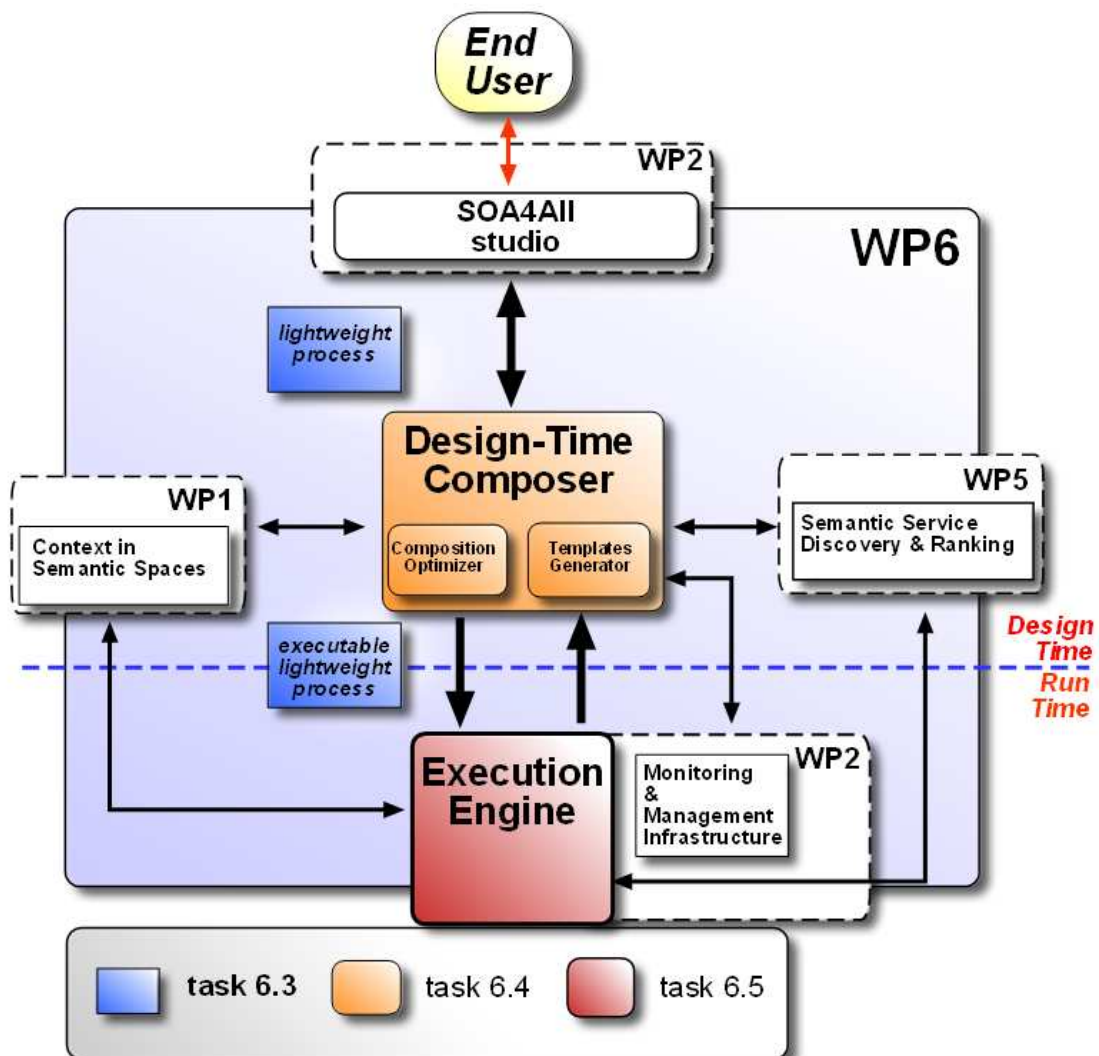 End
User
WP2
SOA4All
studio
WP6
lightweight
process
Design-Time
Composer
WP1
WP5
Context in
Semantic Spaces
Composition
Optimizer
Templates
Generator
Semantic Service
Discovery & Ranking
executable
lightweight
process
Design
Time
Run
Time
Execution
Engine
WP2
Monitoring
&
Management
Infrastructure
task 6.3
task 6.4
task 6.5